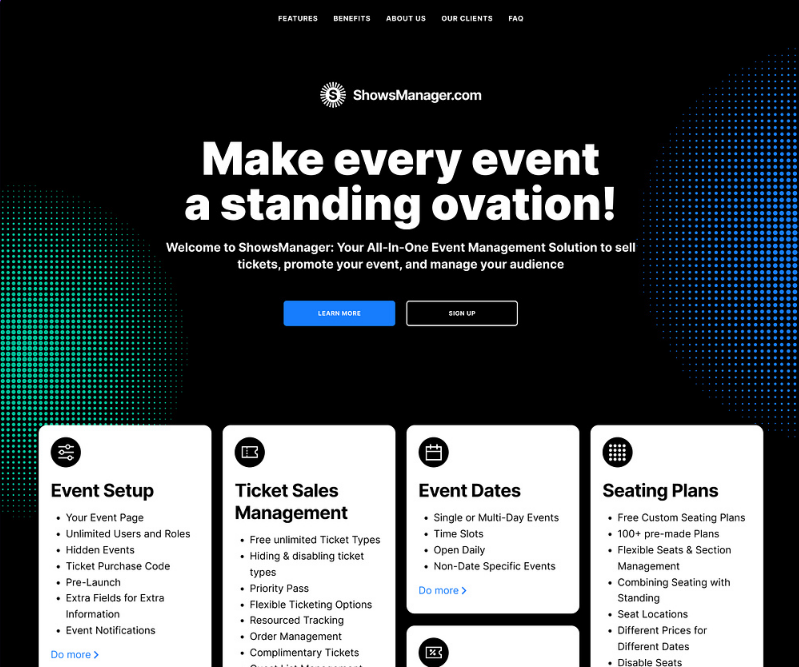 FEATURES BENEFITS ABOUT US OUR CLIENTS FAQ
S ShowsManager.com
Make every event
a standing ovation!
Welcome to ShowsManager: Your All-In-One Event Management Solution to sell
tickets, promote your event, and manage your audience
LEARN MORE SIGN UP
Event Setup
• Your Event Page
• Unlimited Users and Roles
• Hidden Events
• Ticket Purchase Code
• Pre-Launch
• Extra Fields for Extra
Information
• Event Notifications
Do more >
Ticket Sales
Management
• Free unlimited Ticket Types
• Hiding & disabling ticket
types
• Priority Pass
• Flexible Ticketing Options
• Resourced Tracking
• Order Management
• Complimentary Tickets
• Guest List Management
Event Dates
• Single or Multi-Day Events
• Time Slots
• Open Daily
• Non-Date Specific Events
Do more >
Seating Plans
• Free Custom Seating Plans
• 100+ pre-made Plans
• Flexible Seats & Section
Management
• Combining Seating with
Standing
• Seat Locations
• Different Prices for
Different Dates
• Disable Seats